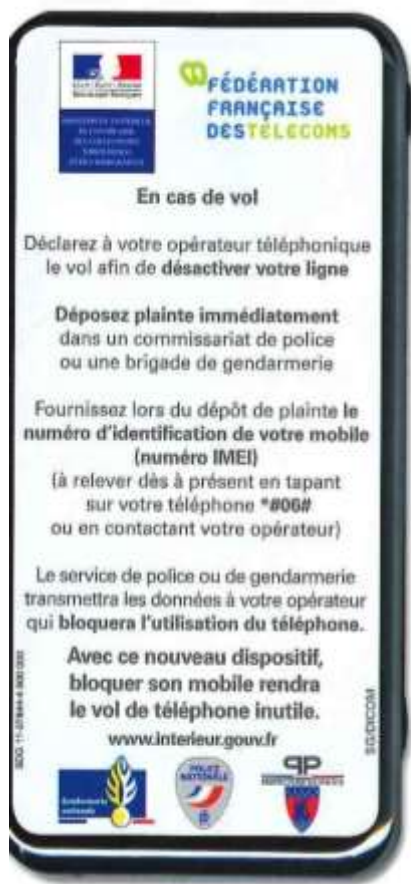 FÉDÉRATION
FRANÇAISE
DESTÉLÉCOMS
En cas de vol
Déclarez à votre opérateur téléphonique
le vol afin de désactiver votre ligne
Déposez plainte immédiatement
dans un commissariat de police
ou une brigade de gendarmerie
Fournissez lors du dépôt de plainte le
numéro d'identification de votre mobile
(numéro IMEI)
(à relever dès à présent en tapant
sur votre téléphone *#06#
ou en contactant votre opérateur)
Le service de police ou de gendarmerie
transmettra les données à votre opérateur
qui bloquera l'utilisation du téléphone.
Avec ce nouveau dispositif,
bloquer son mobile rendra
le vol de téléphone inutile.
www.interieur.gouv.fr
SG/DICOM
Gendarmerie
nationale
POLICE
NATIONALE
PP